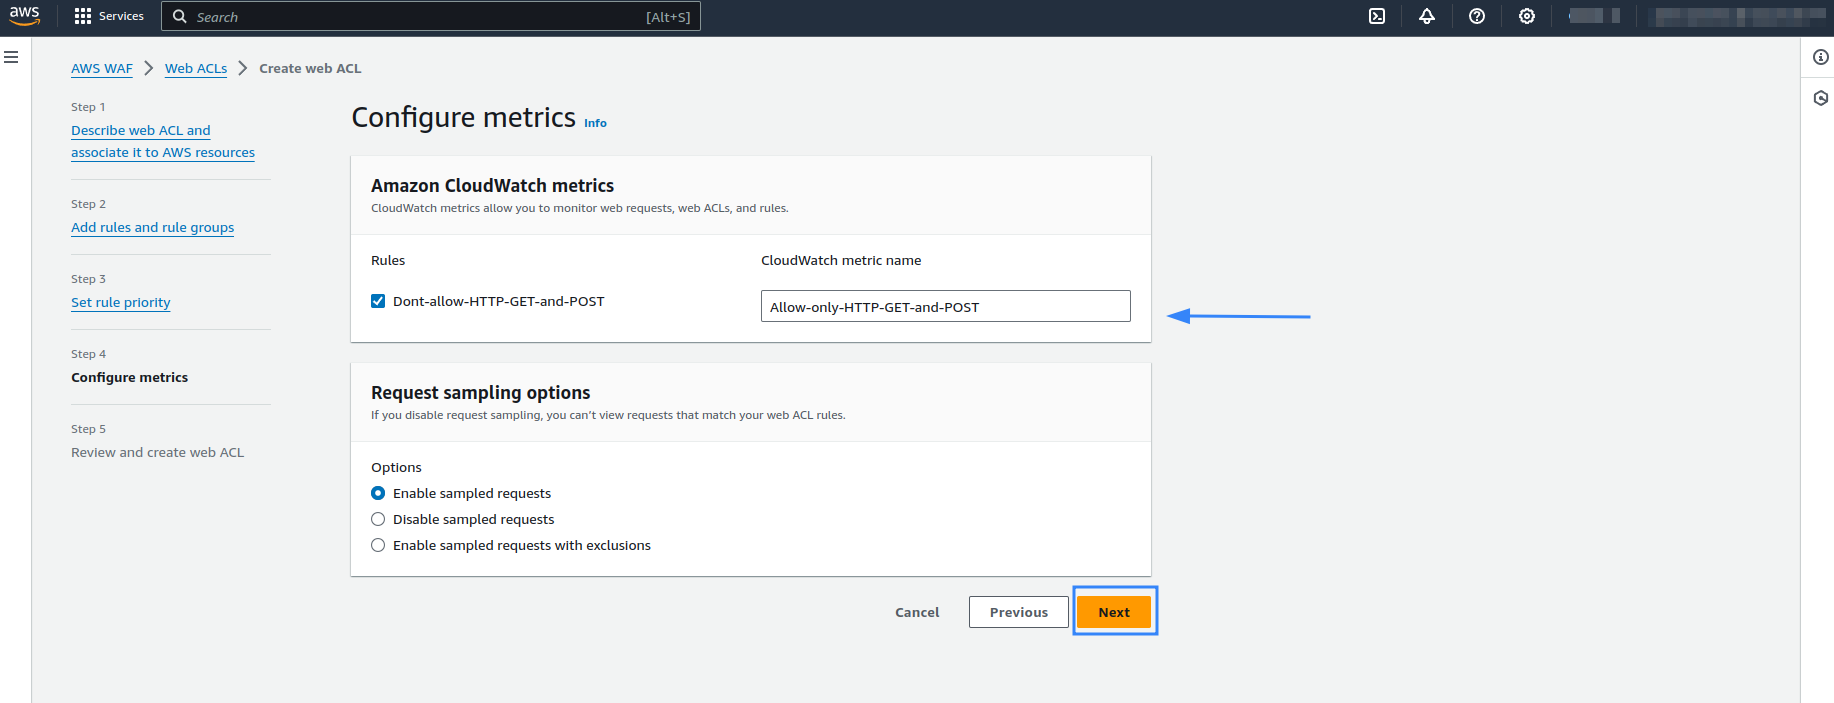 aws
Services
Search
[Alt+S]
AWS WAF > Web ACLs > Create web ACL
Step 1
Describe web ACL and
associate it to AWS resources
Step 2
Add rules and rule groups
Step 3
Set rule priority
Step 4
Configure metrics
Step 5
Review and create web ACL
Configure metrics Info
Amazon CloudWatch metrics
CloudWatch metrics allow you to monitor web requests, web ACLs, and rules.
Rules
CloudWatch metric name
Dont-allow-HTTP-GET-and-POST
Allow-only-HTTP-GET-and-POST
Request sampling options
If you disable request sampling, you can't view requests that match your web ACL rules.
Options
Enable sampled requests
Disable sampled requests
Enable sampled requests with exclusions
Cancel
Previous
Next